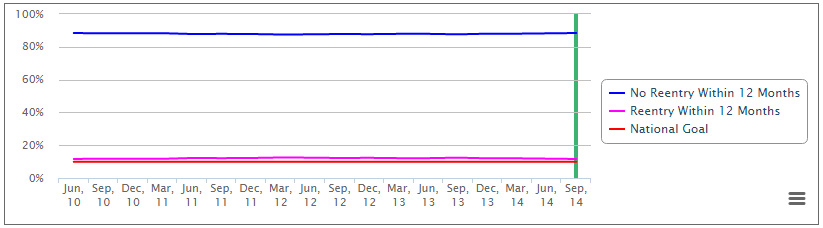 100%
80%
60%
40%
20%
0%
Jun, Sep, Dec, Mar, Jun, Sep, Dec, Mar, Jun, Sep, Dec, Mar, Jun, Sep, Dec, Mar, Jun, Sep,
10 10 10 11 11 11 11 12 12 12 12 13 13 13 13 14 14 14
No Reentry Within 12 Months
Reentry Within 12 Months
National Goal